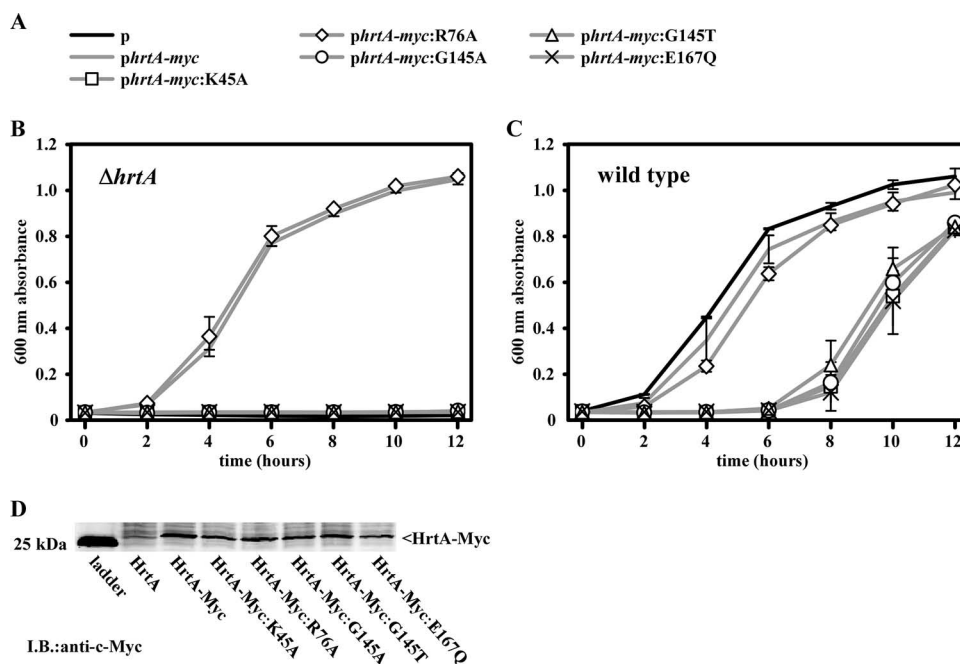 A
p
phrtA-myc
phrtA-myc:K45A
phrtA-myc:R76A
phrtA-myc:G145A
phrtA-myc:G145T
phrtA-myc:E167Q
B
ΔhrtA
600 nm absorbance
1.2
1.0
0.8
0.6
0.4
0.2
0
0 2 4 6 8 10 12
time (hours)
C
wild type
600 nm absorbance
1.2
1.0
0.8
0.6
0.4
0.2
0
0 2 4 6 8 10 12
time (hours)
D
25 kDa
<HrtA-Myc
ladder
HrtA
HrtA-Myc
HrtA-Myc:K45A
HrtA-Myc:R76A
HrtA-Myc:G145A
HrtA-Myc:G145T
HrtA-Myc:E167Q
I.B.:anti-c-Myc